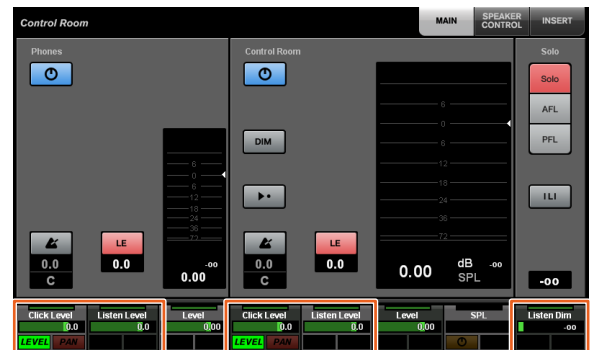 Control Room
MAIN
SPEAKER CONTROL
INSERT
Phones
Control Room
Solo
Solo
AFL
PFL
DIM
6
0
6
12
18
24
36
72
6
0
6
12
18
24
36
72
LE
0.0
0.0
C
-oo
0.00
LE
0.0
0.0
C
0.00
dB
SPL
-oo
ILI
-oo
Click Level
Listen Level
Level
Click Level
Listen Level
Level
SPL
Listen Dim
0.0
0.0
0.00
0.0
0.0
0.00
-oo
LEVEL
PAN
LEVEL
PAN